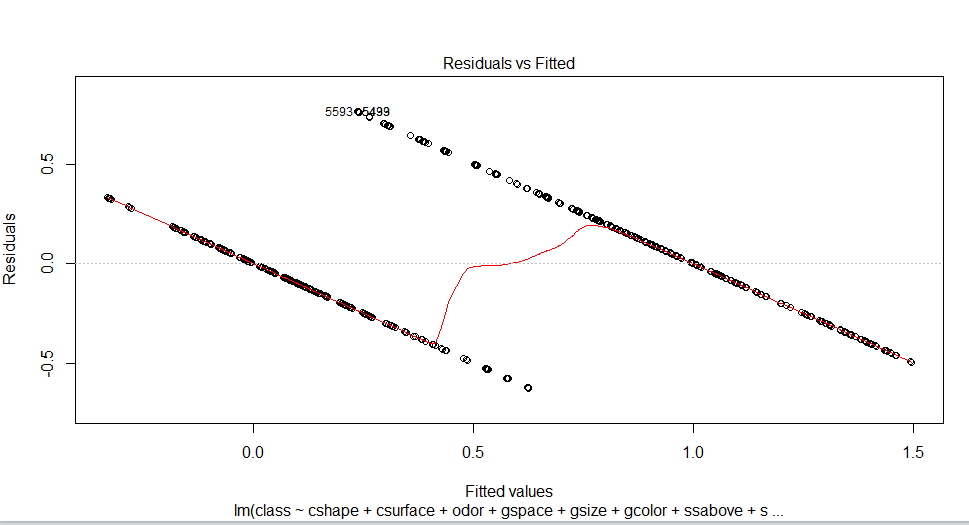 Residuals vs Fitted
5593
Residuals
0.5
0.0
-0.5
0.0 0.5 1.0 1.5
Fitted values
lm(class ~ cshape + csurface + odor + gspace + gsize + gcolor + ssabove + s ...